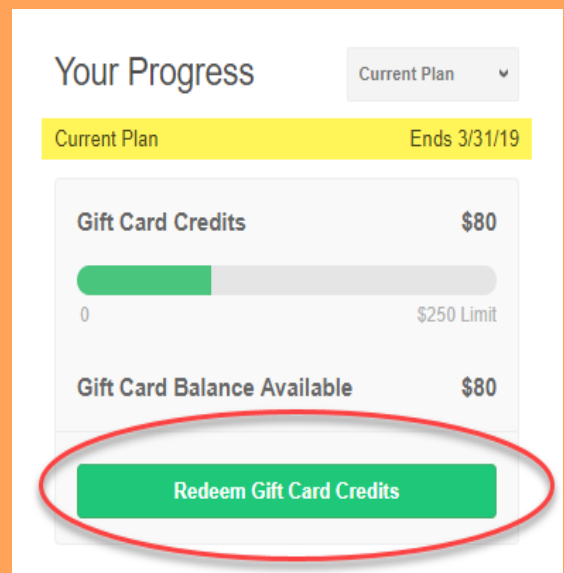 Your Progress
Current Plan
Current Plan Ends 3/31/19
Gift Card Credits $80
0 $250 Limit
Gift Card Balance Available $80
Redeem Gift Card Credits